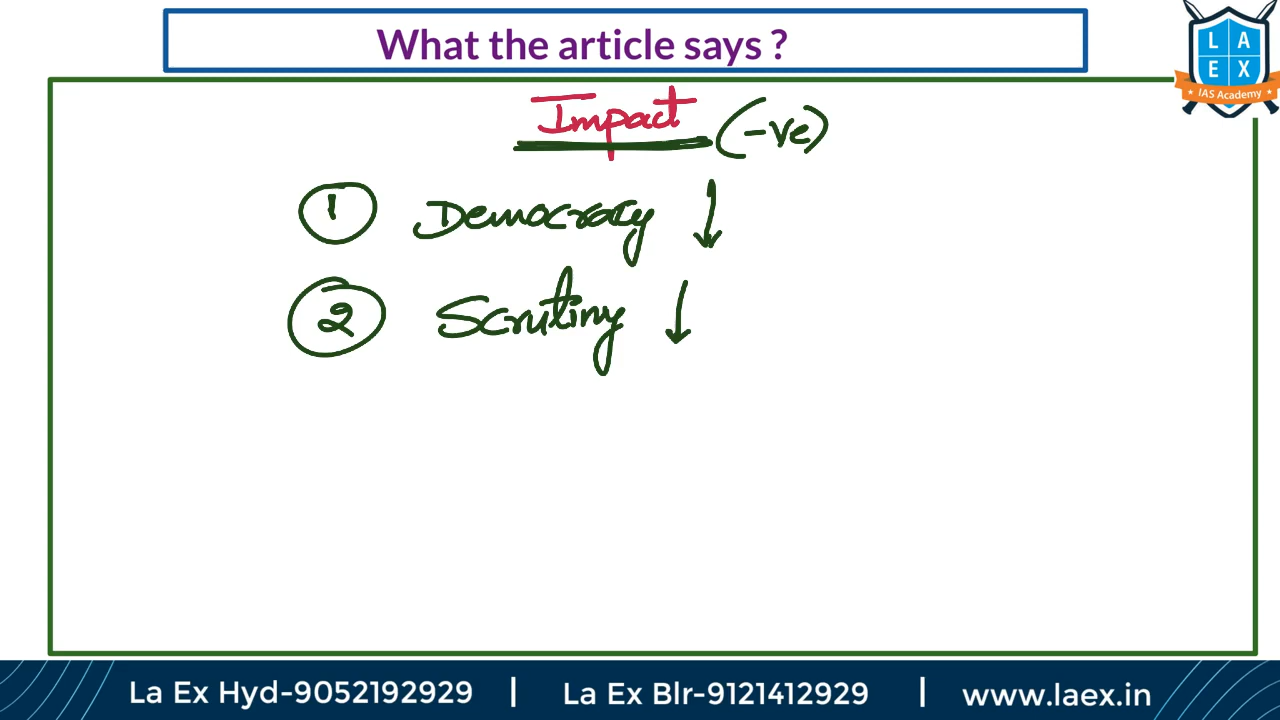 What the article says ?
L A
E X
IAS Academy
Impact (-ve)
1 Democracy ↓
2 Scrutiny ↓
La Ex Hyd-9052192929 | La Ex Blr-9121412929 | www.laex.in